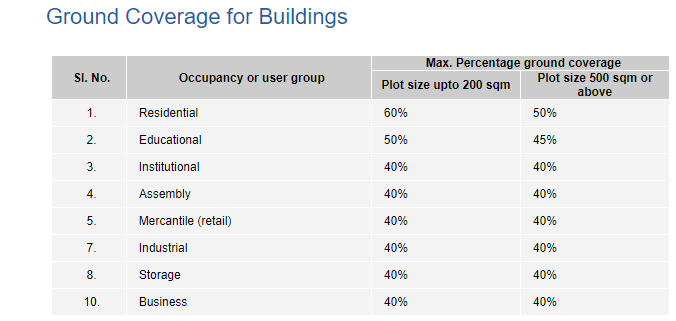 Ground Coverage for Buildings
Sl. No. Occupancy or user group Max. Percentage ground coverage
Plot size upto 200 sqm Plot size 500 sqm or above
1. Residential 60% 50%
2. Educational 50% 45%
3. Institutional 40% 40%
4. Assembly 40% 40%
5. Mercantile (retail) 40% 40%
7. Industrial 40% 40%
8. Storage 40% 40%
10. Business 40% 40%